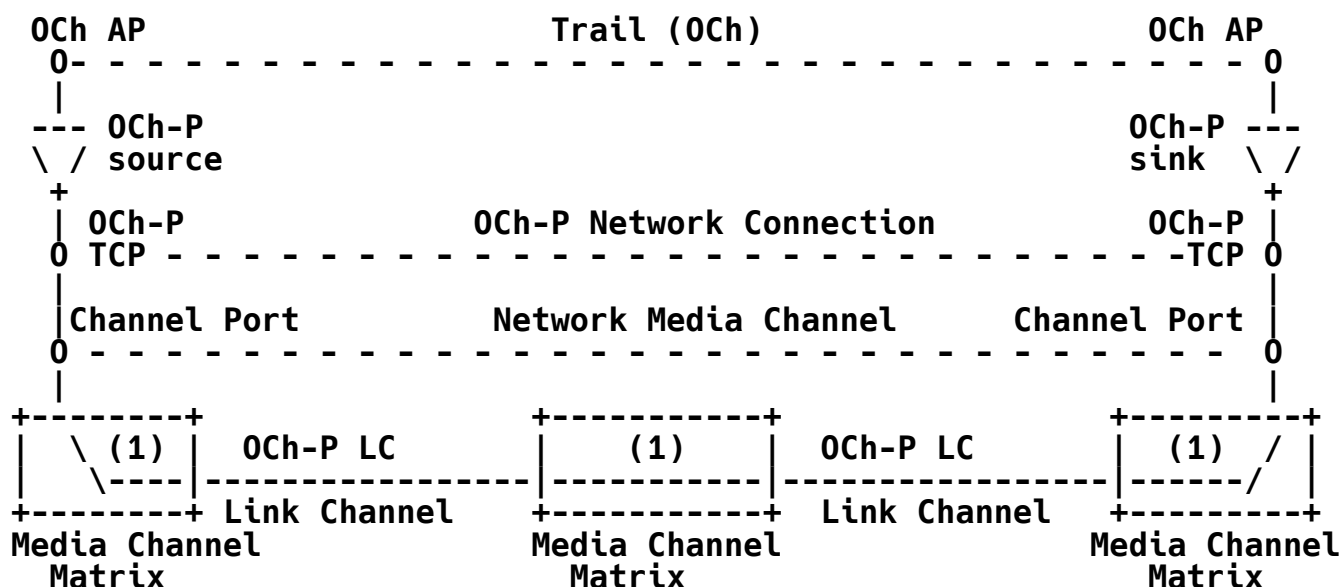 OCh AP Trail (OCh) OCh AP
O- - - - - - - - - - - - - - - - - - - - - - - - - - - - - - - O
| |
--- OCh-P OCh-P ---
\ / source sink \ /
+ +
| OCh-P OCh-P Network Connection OCh-P |
O TCP - - - - - - - - - - - - - - - - - - - - - - - - - - -TCP O
| |
|Channel Port Network Media Channel Channel Port |
O - - - - - - - - - - - - - - - - - - - - - - - - - - - - - - O
| |
+--------+ +-----------+ +---------+
| \ (1) | OCh-P LC | (1) | OCh-P LC | (1) / |
| \----|-----------------|-----------|-----------------|------/ |
+--------+ Link Channel +-----------+ Link Channel +---------+
Media Channel Media Channel Media Channel
Matrix Matrix Matrix